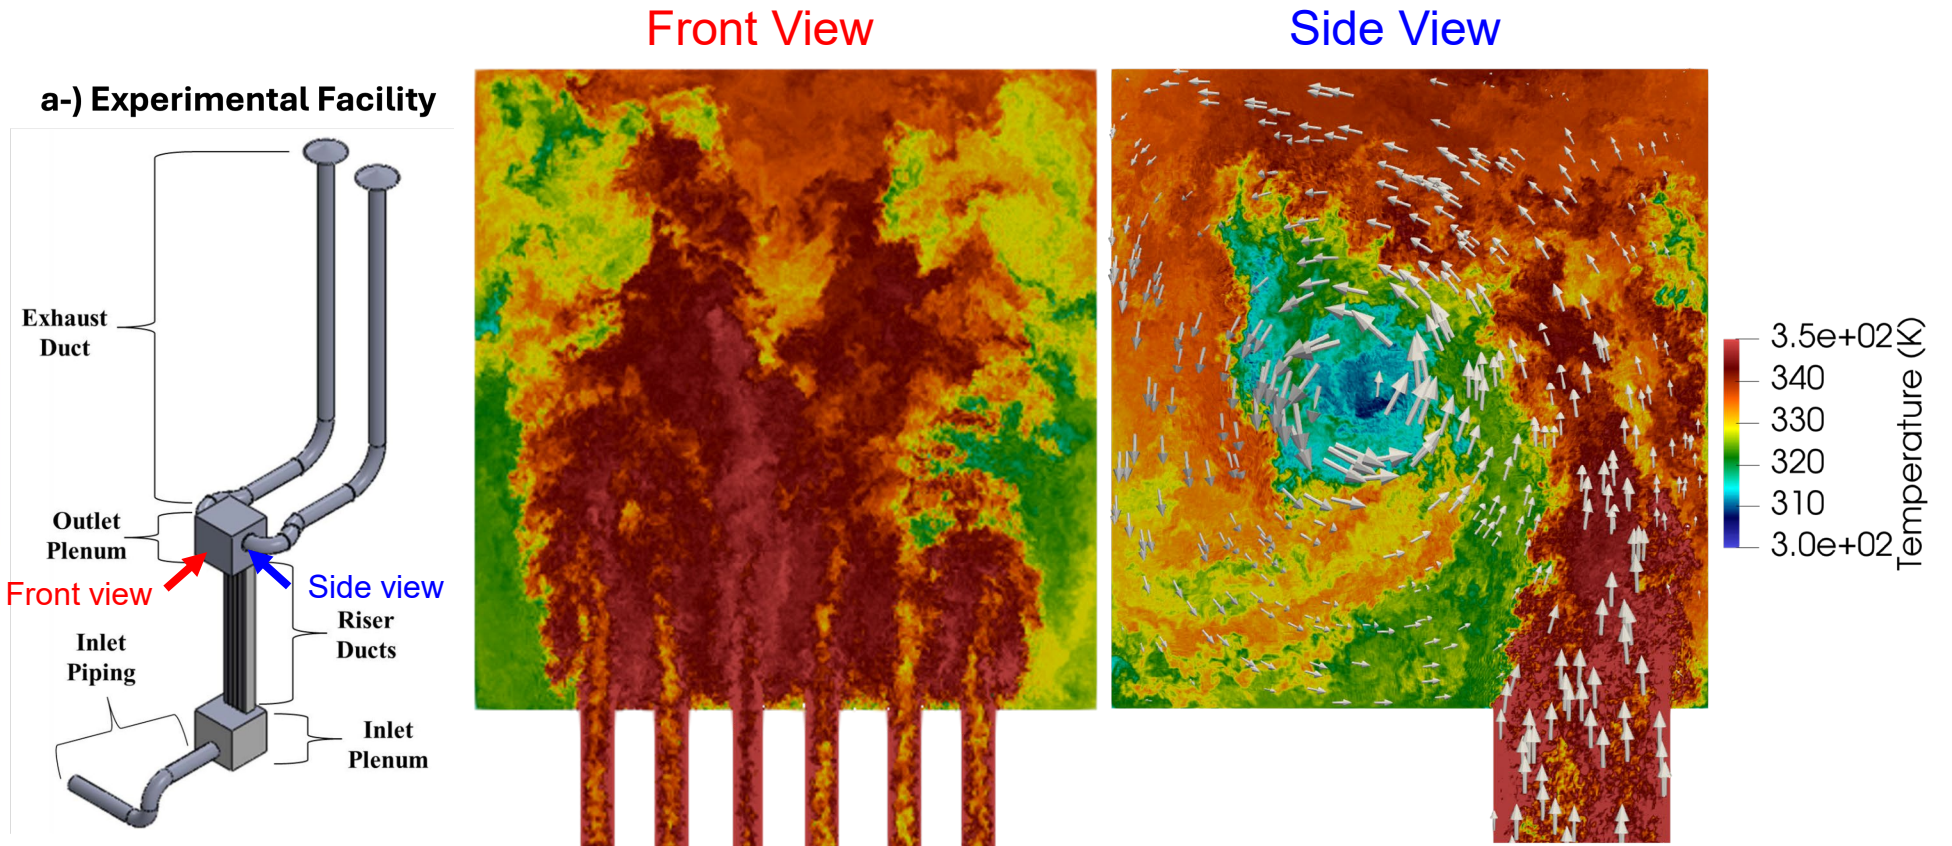 Front View
Side View
a-) Experimental Facility
Exhaust
Duct
Outlet
Plenum
Front view
Side view
Riser
Ducts
Inlet
Piping
Inlet
Plenum
3.5e+02
340
330
320
310
3.0e+02
Temperature (K)